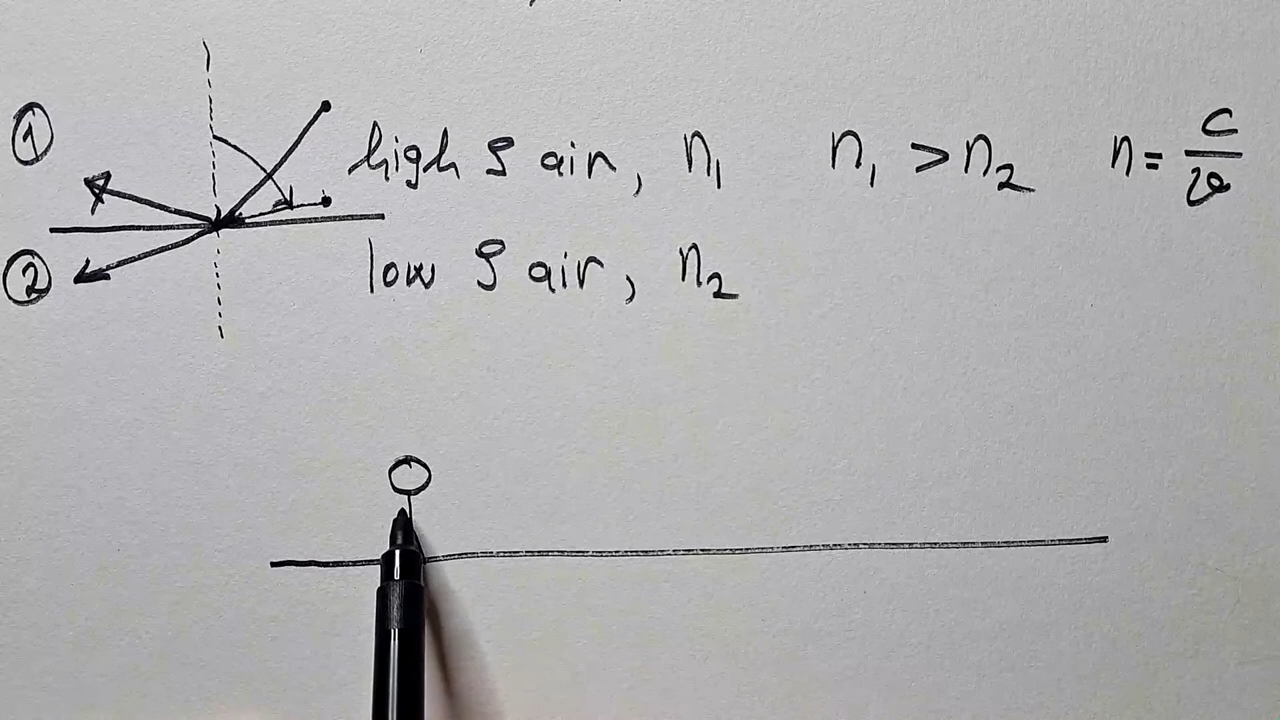 ① high ρ air, n₁ n₁ > n₂ n = c/v
② low ρ air, n₂